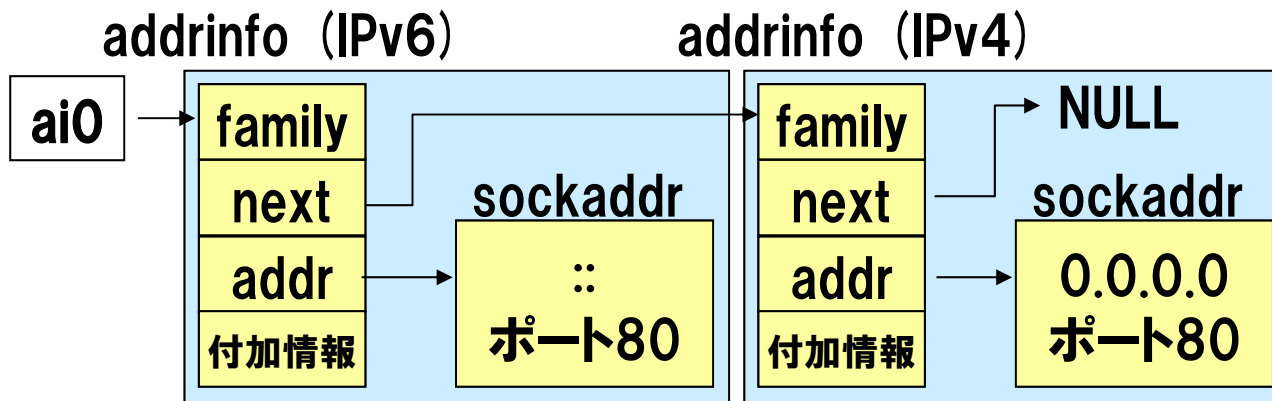 addrinfo (IPv6)
addrinfo (IPv4)
ai0
family
next
addr
付加情報
sockaddr
::
ポート80
family
next
addr
付加情報
NULL
sockaddr
0.0.0.0
ポート80